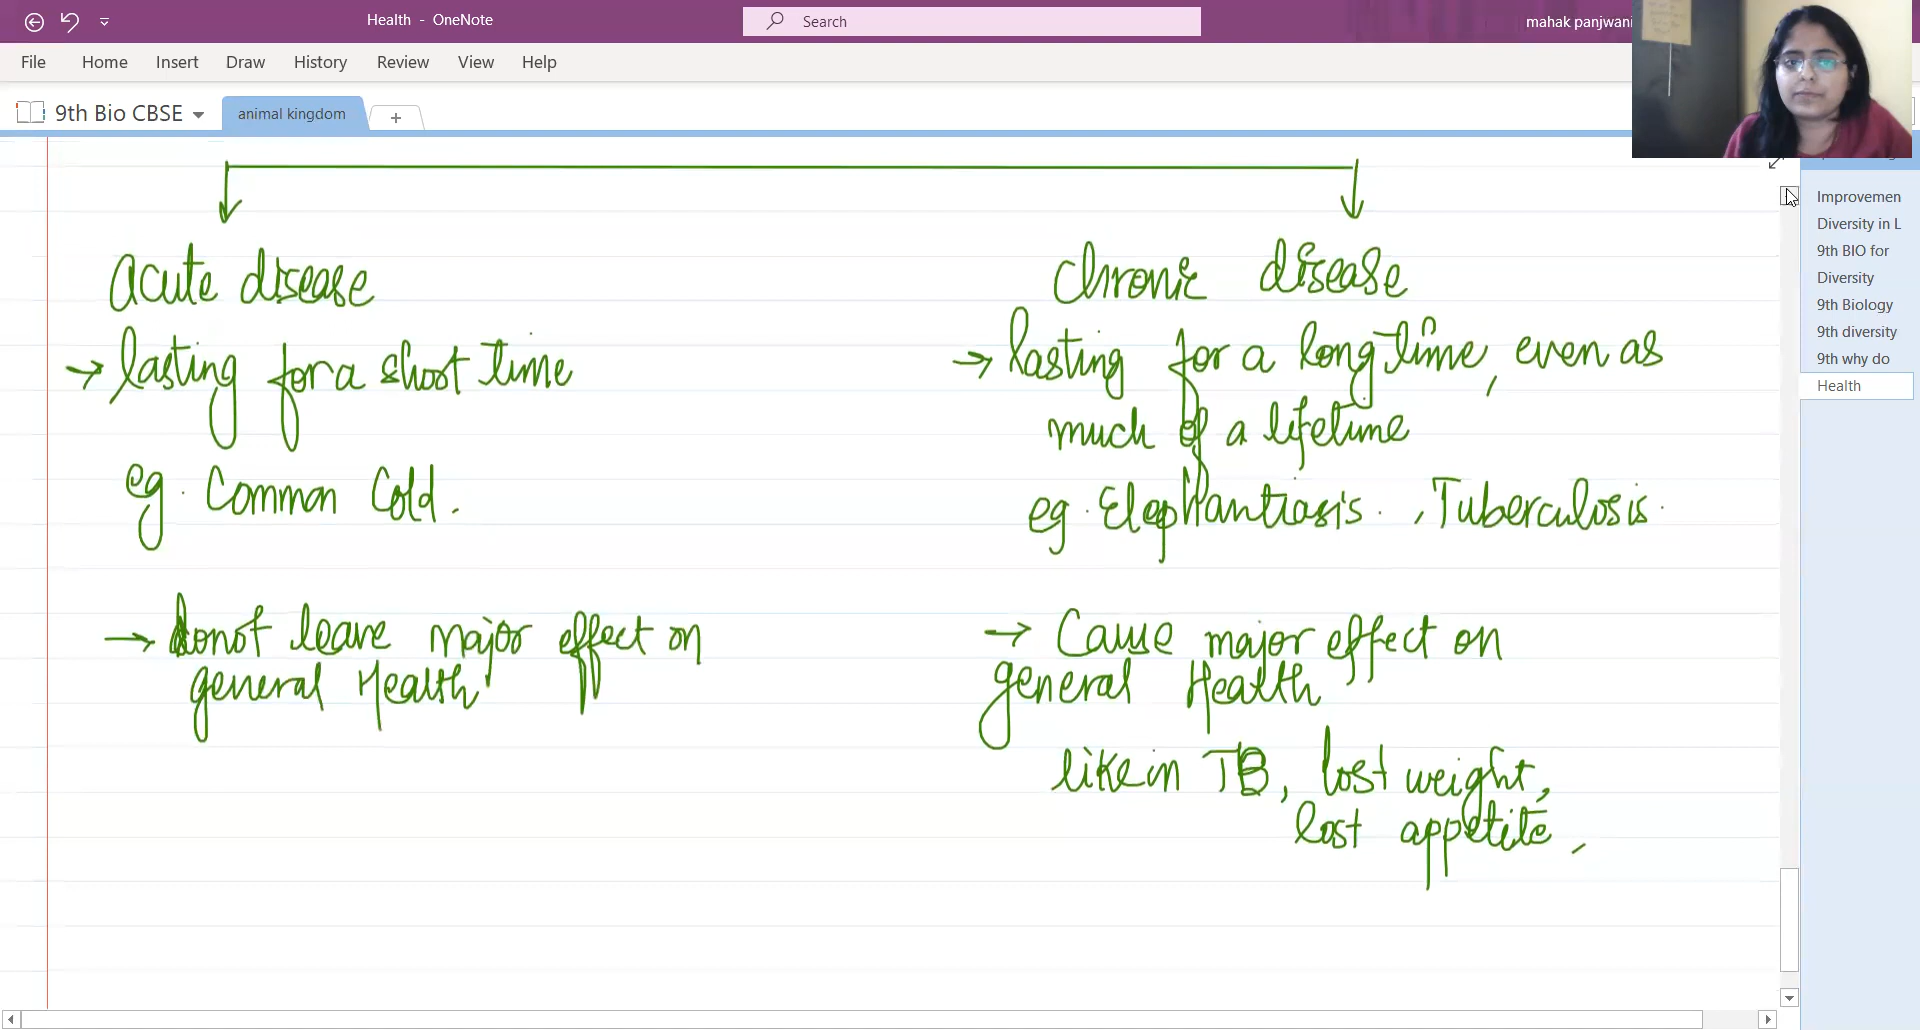 Health - OneNote
Search
mahak panjwani
File Home Insert Draw History Review View Help
9th Bio CBSE
animal kingdom
+
Improvemen
Diversity in L
9th BIO for
Diversity
9th Biology
9th diversity
9th why do
Health
acute disease
→ lasting for a short time
eg. Common Cold.
→ donot leave major effect on
general Health
Chronic disease
→ lasting for a long time, even as
much of a lifetime
eg. Elephantiasis. , Tuberculosis.
→ Cause major effect on
general Health
like in TB, lost weight,
lost appetite,